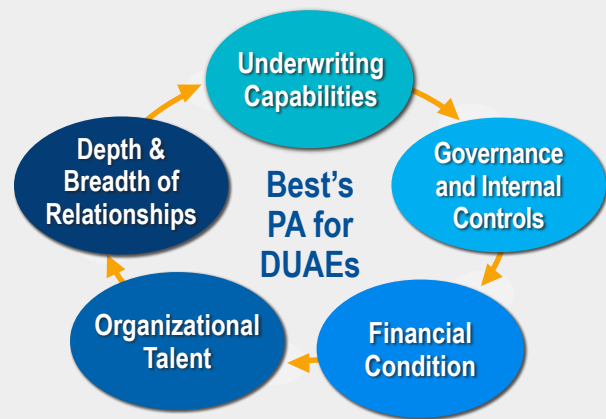 Underwriting
Capabilities
Governance
and Internal
Controls
Financial
Condition
Organizational
Talent
Depth &
Breadth of
Relationships
Best's
PA for
DUAEs